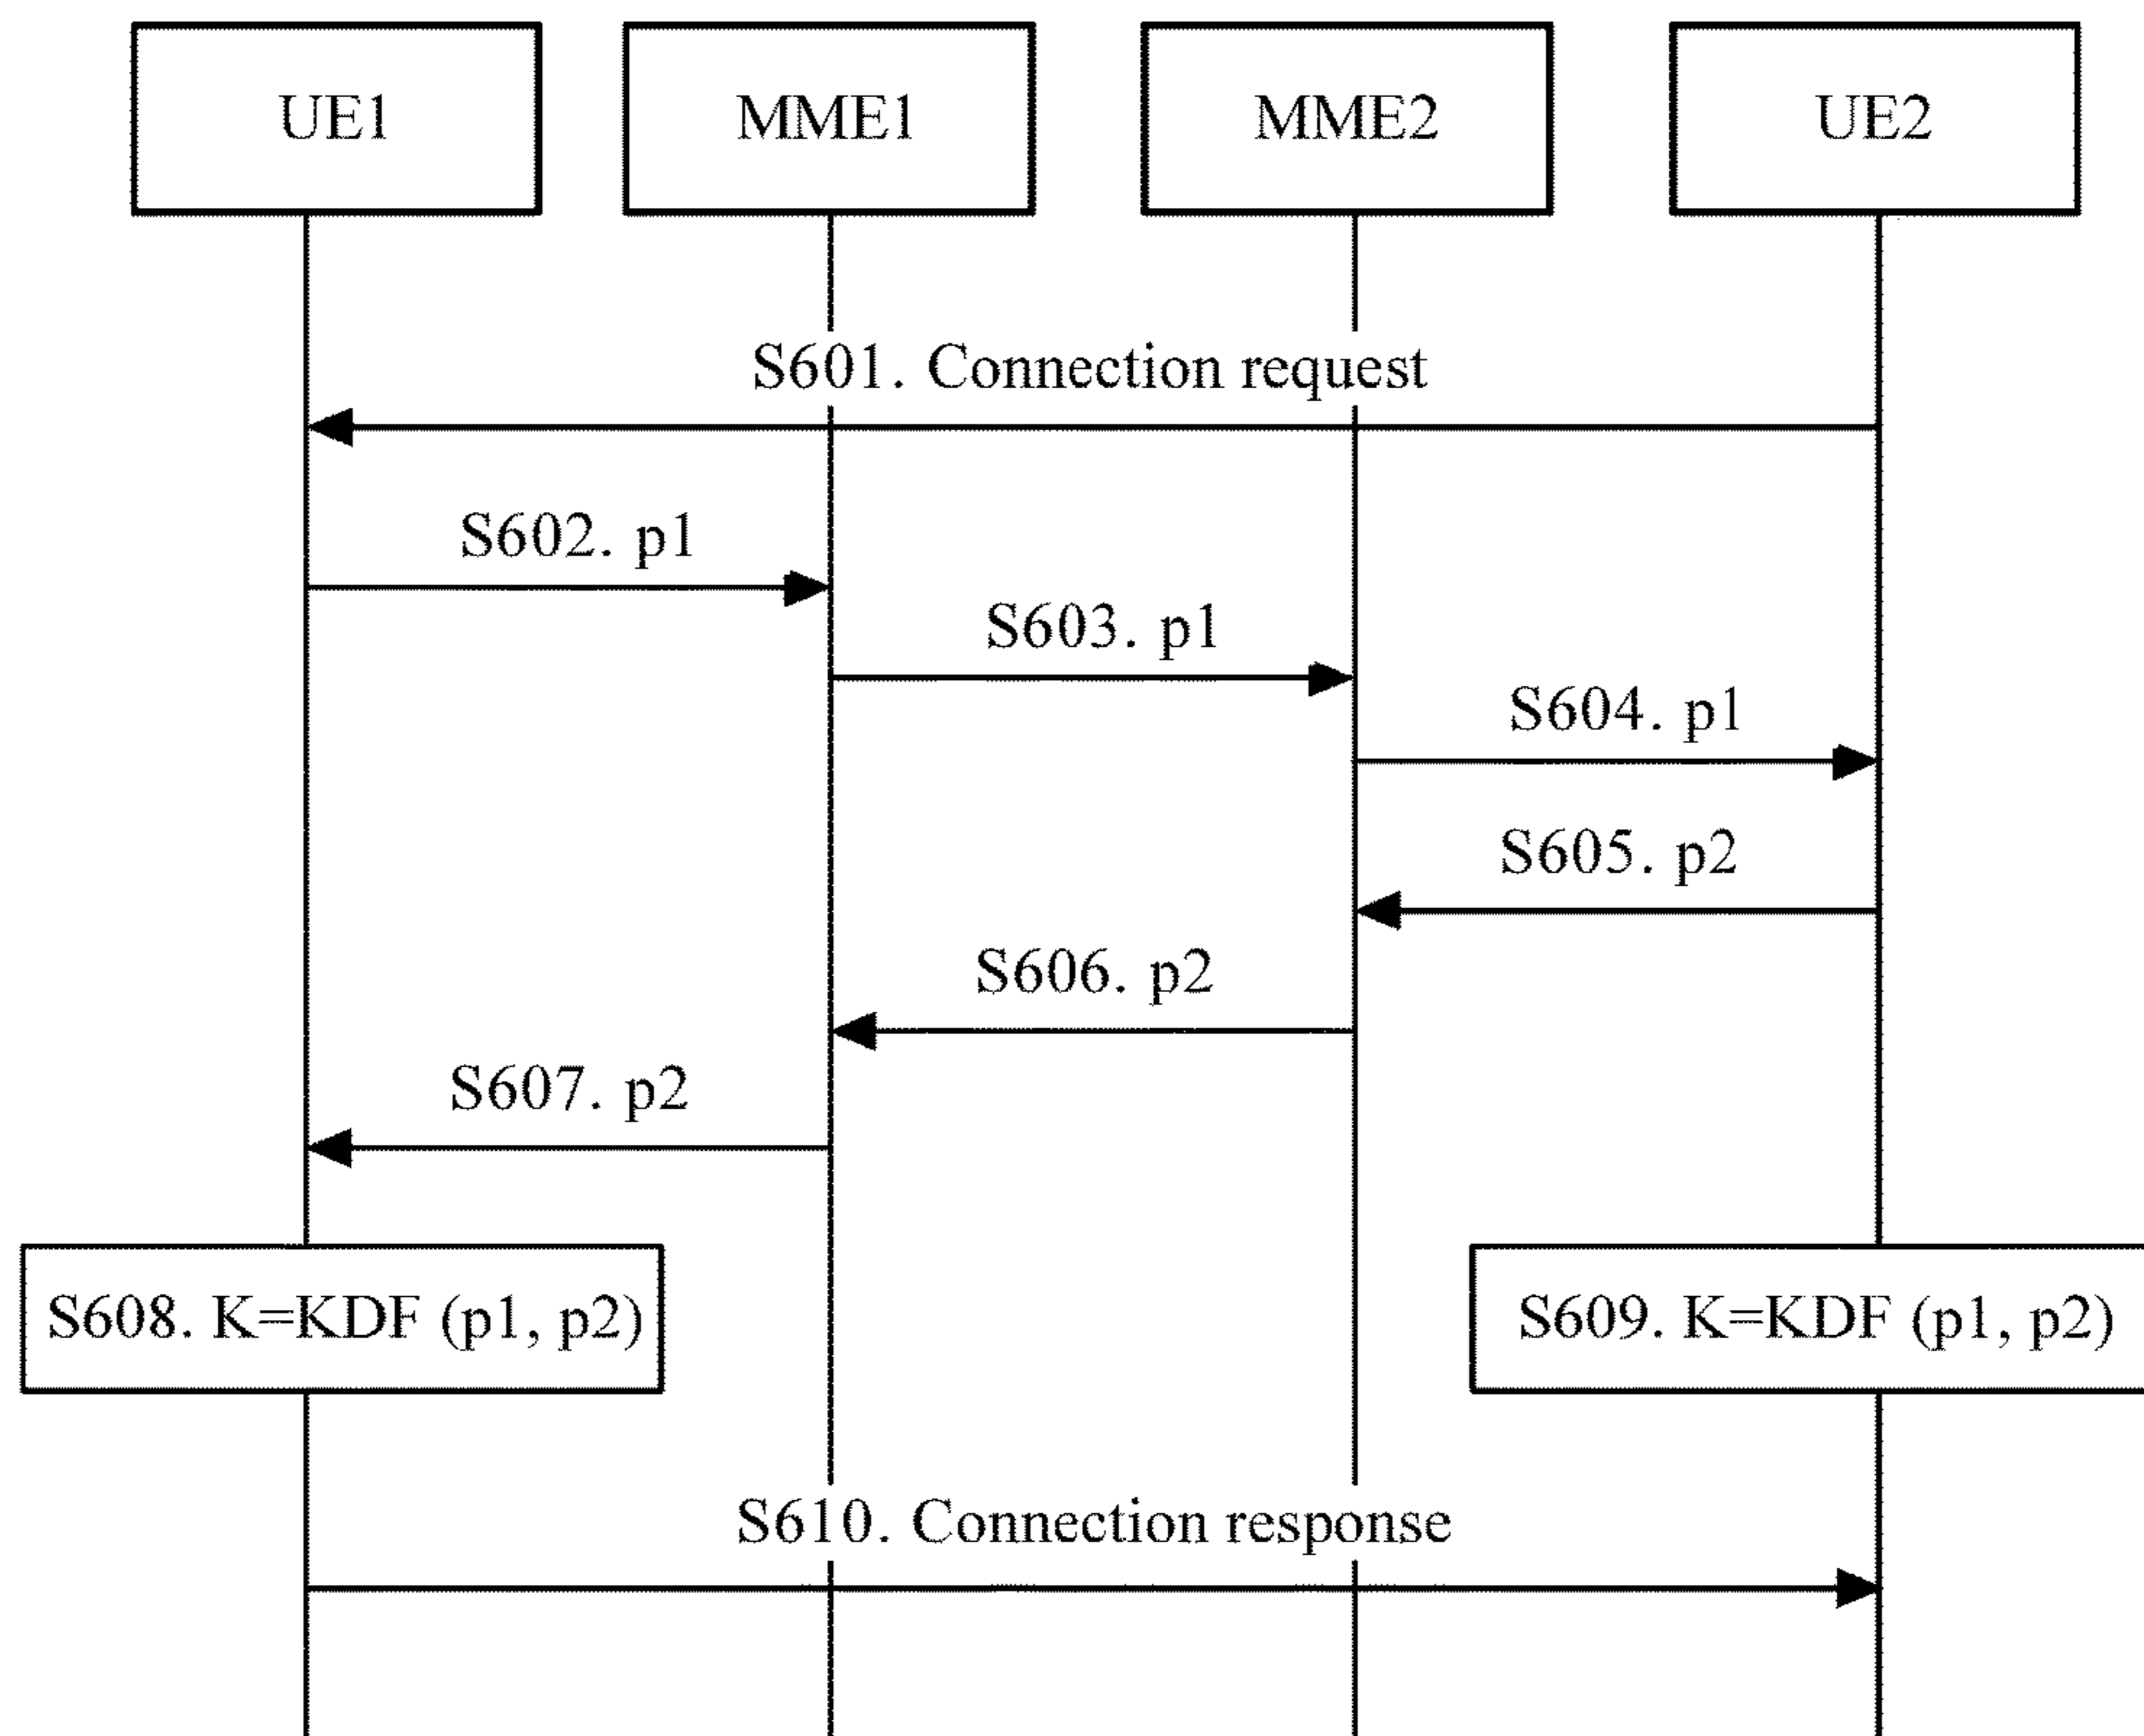 UE1
MME1
MME2
UE2
S601. Connection request
S602. p1
S603. p1
S604. p1
S605. p2
S606. p2
S607. p2
S608. K=KDF (p1, p2)
S609. K=KDF (p1, p2)
S610. Connection response